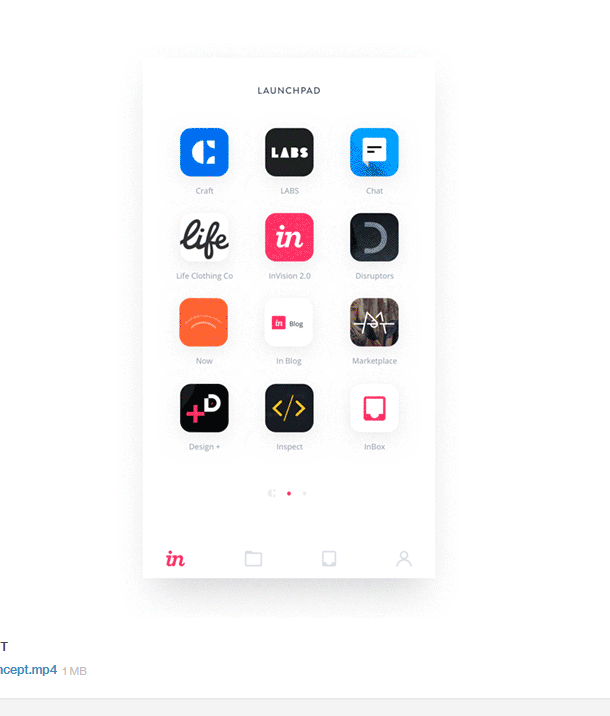 LAUNCHPAD
LABS
Craft
LABS
Chat
life
in
Life Clothing Co
InVision 2.0
Disruptors
in Blog
Now
In Blog
Marketplace
+D
</>
Design +
Inspect
InBox
in
T
ncept.mp4 1 MB